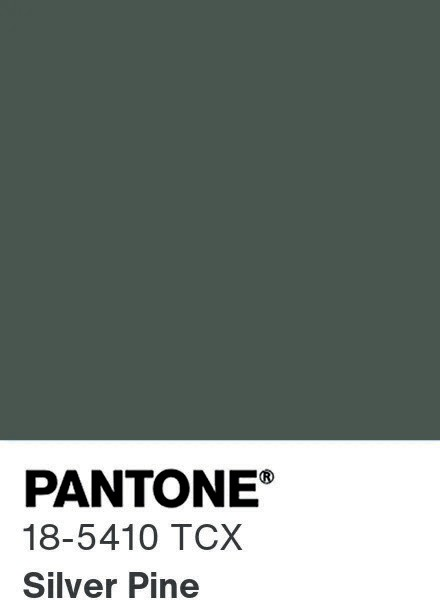 PANTONE®
18-5410 TCX
Silver Pine